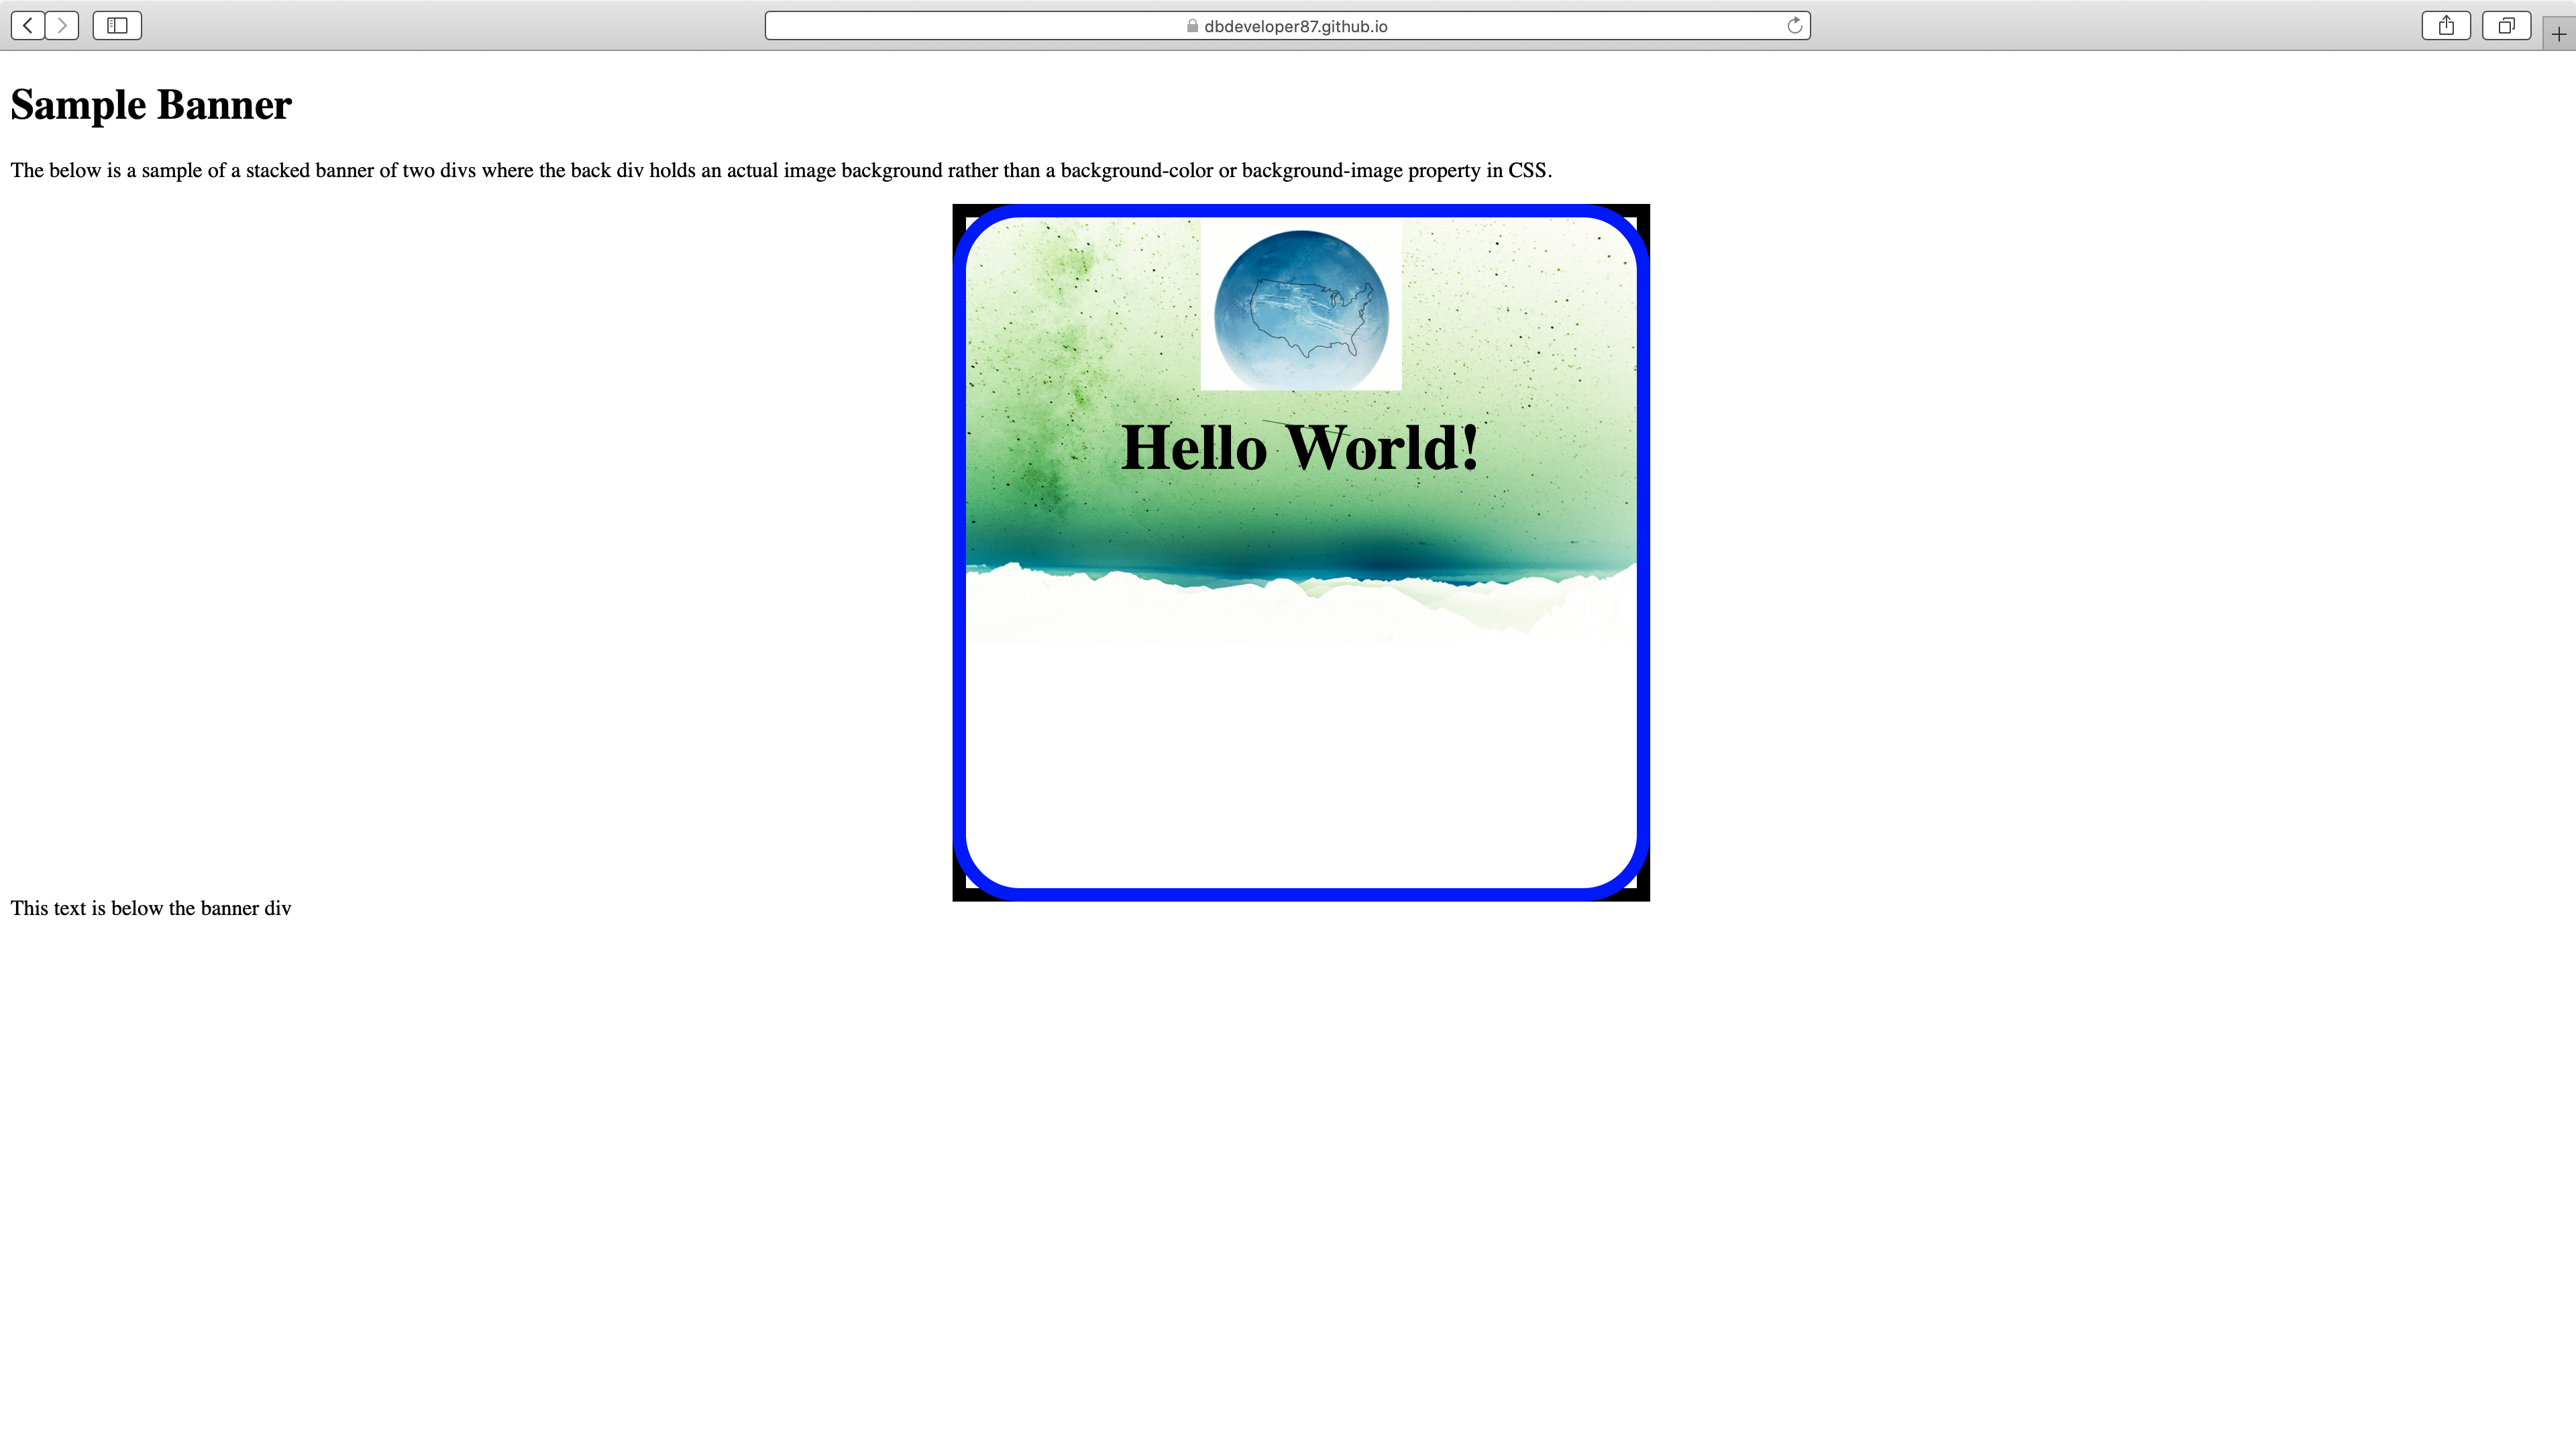 dbdeveloper87.github.io
Sample Banner
The below is a sample of a stacked banner of two divs where the back div holds an actual image background rather than a background-color or background-image property in CSS.
Hello World!
This text is below the banner div